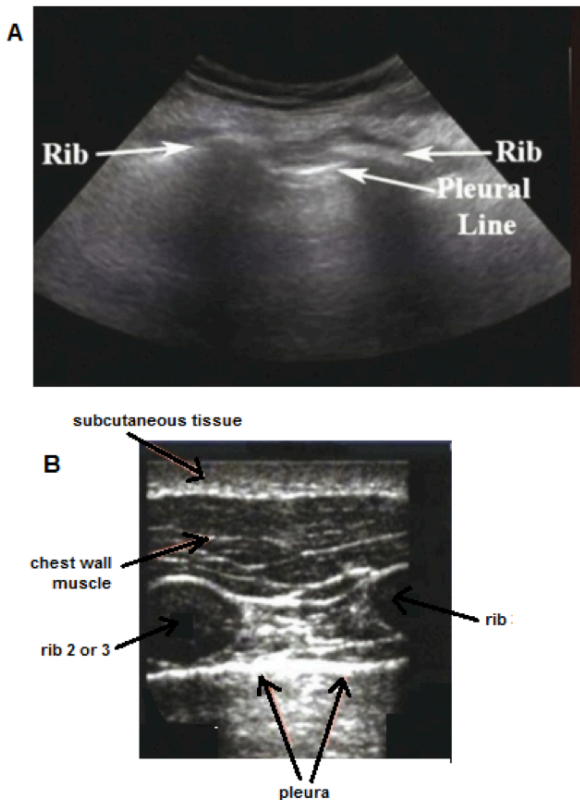 A
Rib
Rib
Pleural
Line
subcutaneous tissue
B
chest wall
muscle
rib 2 or 3
rib
pleura